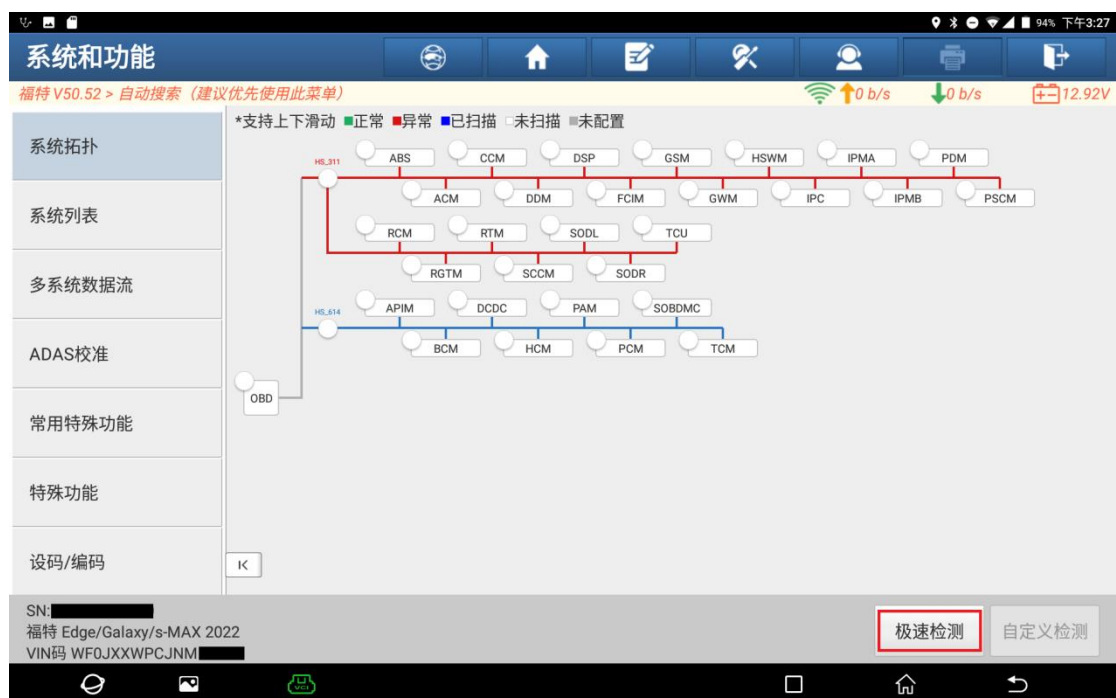 94% 下午3:27
系统和功能
福特 V50.52 > 自动搜索（建议优先使用此菜单）
0 b/s
0 b/s
12.92V
*支持上下滑动 正常 异常 已扫描 未扫描 未配置
系统拓扑
系统列表
多系统数据流
ADAS校准
常用特殊功能
特殊功能
设码/编码
HS_311
ABS CCM DSP GSM HSWM IPMA PDM
ACM DDM FCIM GWM IPC IPMB PSCM
RCM RTM SODL TCU
RGTM SCCM SODR
HS_614
APIM DCDC PAM SOBDMC
BCM HCM PCM TCM
OBD
SN:
福特 Edge/Galaxy/s-MAX 2022
VIN码 WF0JXXWPCJNM
极速检测
自定义检测
VCI